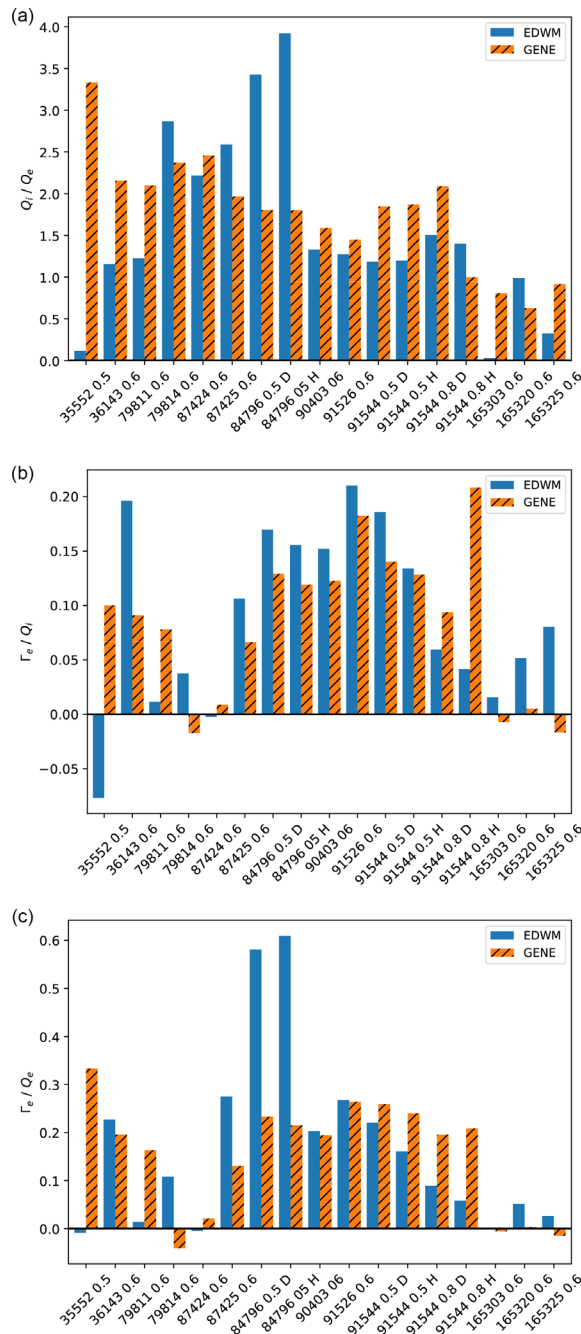 (a)
4.0
3.5
3.0
2.5
2.0
1.5
1.0
0.5
0.0
Qi / Qe
EDWM
GENE
35552 0.5
36143 0.6
79811 0.6
79814 0.6
87424 0.6
87425 0.6
84796 0.5 D
84796 05 H
90403 06
91526 0.6
91544 0.5 D
91544 0.5 H
91544 0.8 D
91544 0.8 H
165303 0.6
165320 0.6
165325 0.6
(b)
0.20
0.15
0.10
0.05
0.00
−0.05
Γe / Qi
EDWM
GENE
35552 0.5
36143 0.6
79811 0.6
79814 0.6
87424 0.6
87425 0.6
84796 0.5 D
84796 05 H
90403 06
91526 0.6
91544 0.5 D
91544 0.5 H
91544 0.8 D
91544 0.8 H
165303 0.6
165320 0.6
165325 0.6
(c)
0.6
0.5
0.4
0.3
0.2
0.1
0.0
Γe / Qe
EDWM
GENE
35552 0.5
36143 0.6
79811 0.6
79814 0.6
87424 0.6
87425 0.6
84796 0.5 D
84796 05 H
90403 06
91526 0.6
91544 0.5 D
91544 0.5 H
91544 0.8 D
91544 0.8 H
165303 0.6
165320 0.6
165325 0.6